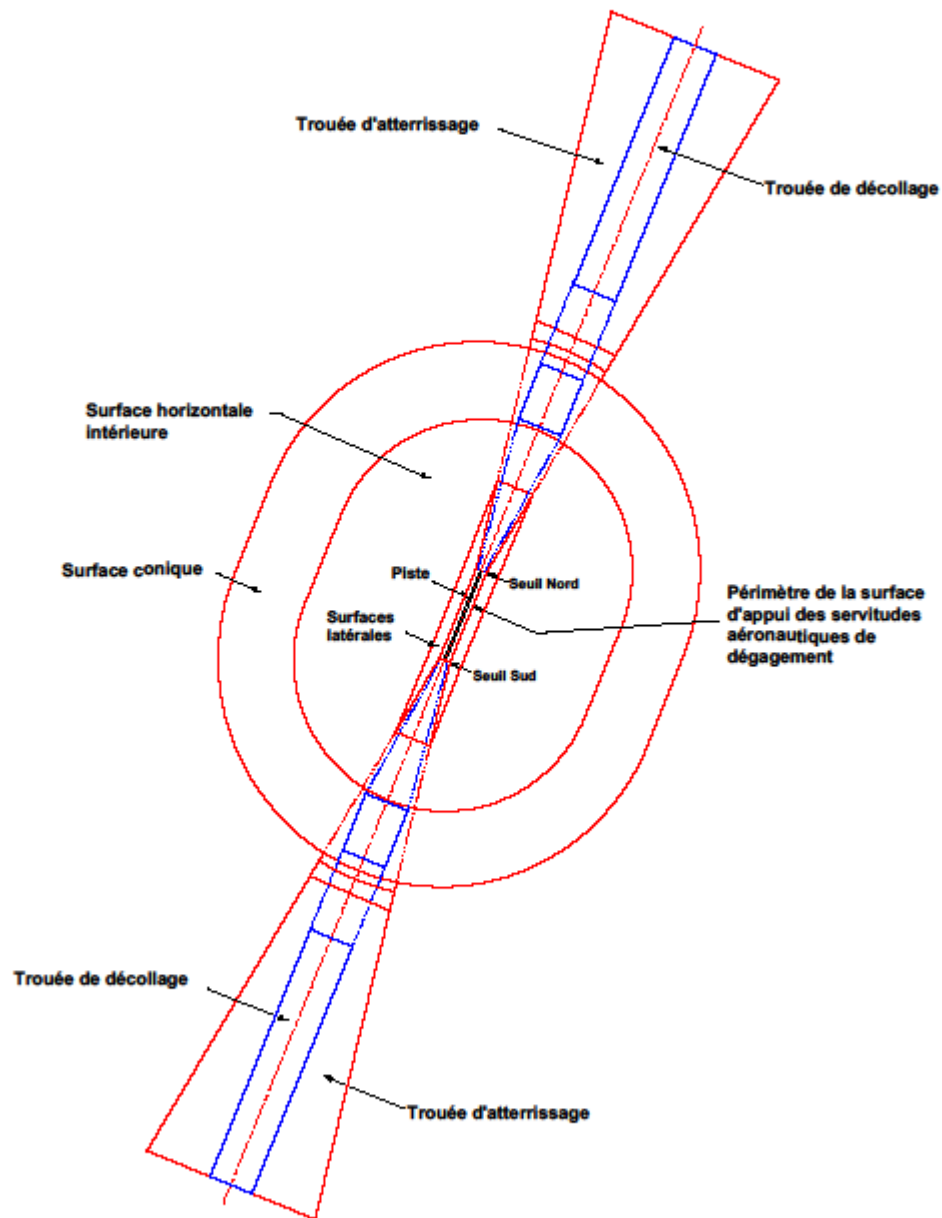 Trouée d'atterrissage
Trouée de décollage
Surface horizontale
intérieure
Surface conique
Piste
Seuil Nord
Surfaces
latérales
Périmètre de la surface
d'appui des servitudes
aéronautiques de
dégagement
Seuil Sud
Trouée de décollage
Trouée d'atterrissage